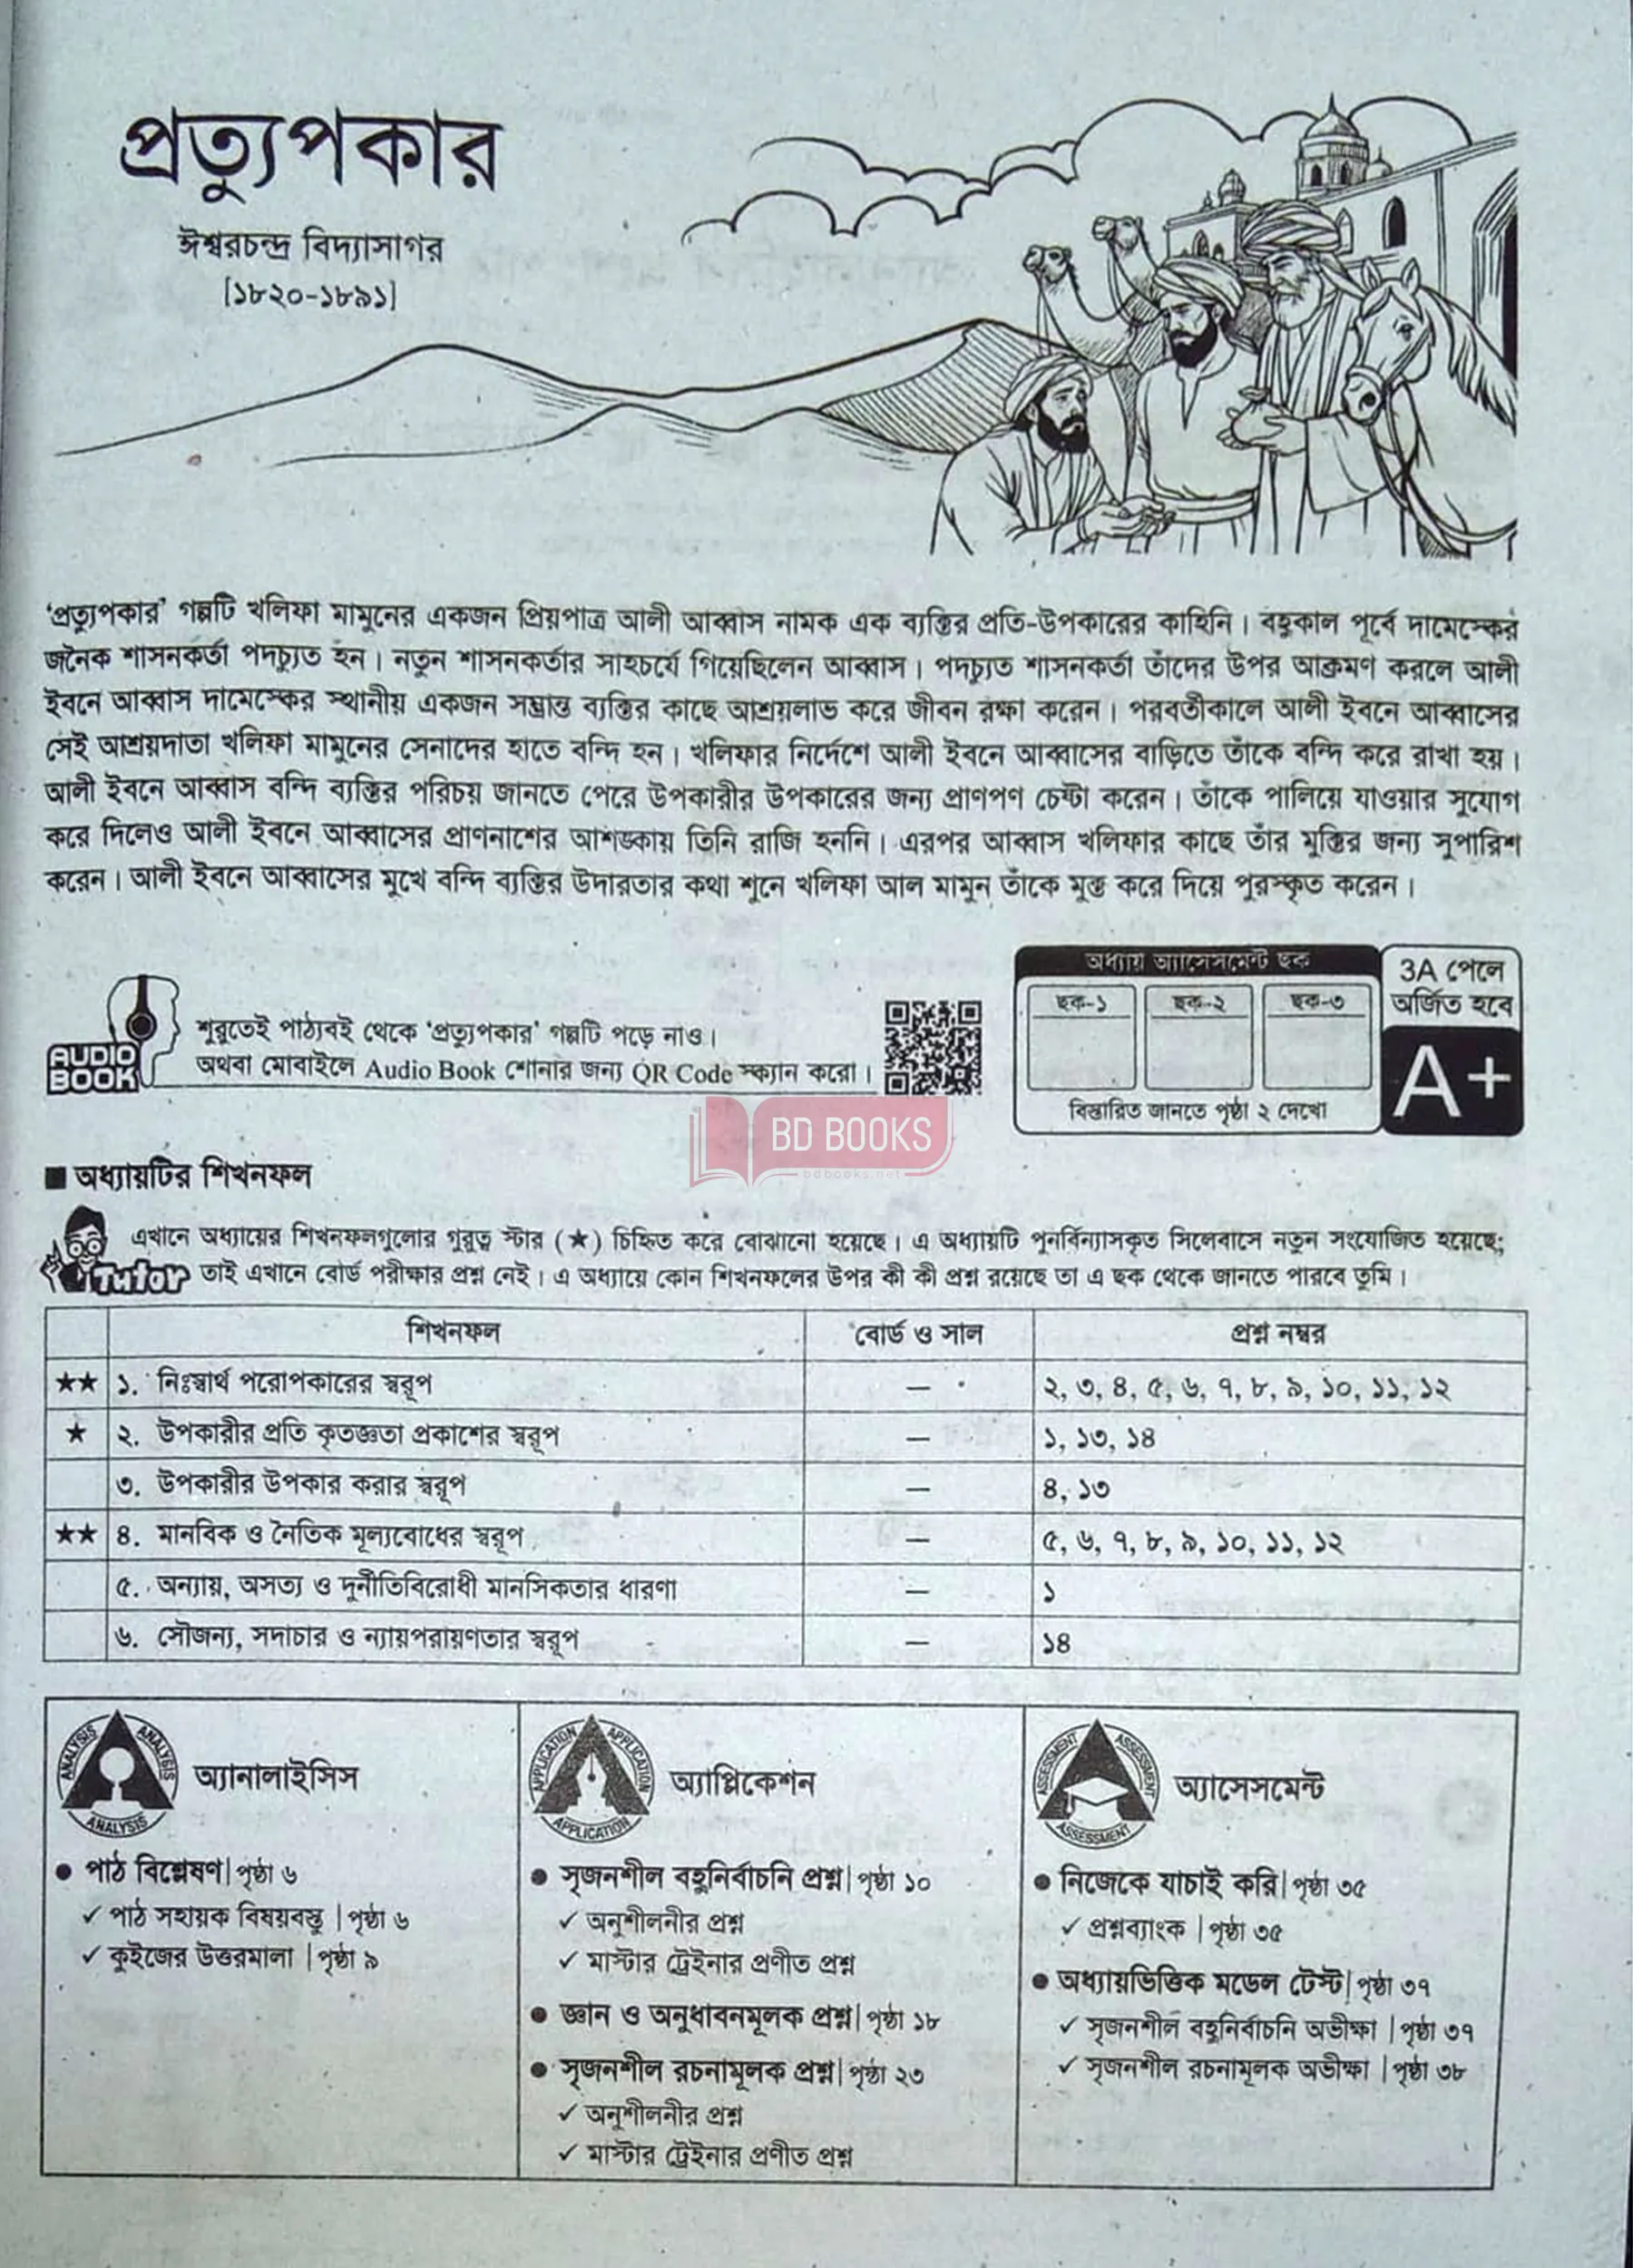 প্রত্যুপকার
ঈশ্বরচন্দ্র বিদ্যাসাগর
[১৮২০-১৮৯১]
‘প্রত্যুপকার’ গল্পটি খলিফা মামুনের একজন প্রিয়পাত্র আলী আব্বাস নামক এক ব্যক্তির প্রতি-উপকারের কাহিনি। বহুকাল পূর্বে দামেস্কের
জনৈক শাসনকর্তা পদচ্যুত হন। নতুন শাসনকর্তার সাহচর্যে গিয়েছিলেন আব্বাস। পদচ্যুত শাসনকর্তা তাঁদের উপর আক্রমণ করলে আলী
ইবনে আব্বাস দামেস্কের স্থানীয় একজন সম্ভ্রান্ত ব্যক্তির কাছে আশ্রয়লাভ করে জীবন রক্ষা করেন। পরবর্তীকালে আলী ইবনে আব্বাসের
সেই আশ্রয়দাতা খলিফা মামুনের সেনাদের হাতে বন্দি হন। খলিফার নির্দেশে আলী ইবনে আব্বাসের বাড়িতে তাঁকে বন্দি করে রাখা হয়।
আলী ইবনে আব্বাস বন্দি ব্যক্তির পরিচয় জানতে পেরে উপকারীর উপকারের জন্য প্রাণপণ চেষ্টা করেন। তাঁকে পালিয়ে যাওয়ার সুযোগ
করে দিলেও আলী ইবনে আব্বাসের প্রাণনাশের আশঙ্কায় তিনি রাজি হননি। এরপর আব্বাস খলিফার কাছে তাঁর মুক্তির জন্য সুপারিশ
করেন। আলী ইবনে আব্বাসের মুখে বন্দি ব্যক্তির উদারতার কথা শুনে খলিফা আল মামুন তাঁকে মুক্ত করে দিয়ে পুরস্কৃত করেন।
AUDIO BOOK
শুরুতেই পাঠ্যবই থেকে ‘প্রত্যুপকার’ গল্পটি পড়ে নাও।
অথবা মোবাইলে Audio Book শোনার জন্য QR Code স্ক্যান করো।
অধ্যায় অ্যাসেসমেন্ট ছক
ছক-১ ছক-২ ছক-৩
বিস্তারিত জানতে পৃষ্ঠা ২ দেখো
3A পেলে
অর্জিত হবে
A+
BD BOOKS
bdbooks.net
■ অধ্যায়টির শিখনফল
Tutor
এখানে অধ্যায়ের শিখনফলগুলোর গুরুত্ব স্টার (★) চিহ্নিত করে বোঝানো হয়েছে। এ অধ্যায়টি পুনর্বিন্যাসকৃত সিলেবাসে নতুন সংযোজিত হয়েছে;
তাই এখানে বোর্ড পরীক্ষার প্রশ্ন নেই। এ অধ্যায়ে কোন শিখনফলের উপর কী কী প্রশ্ন রয়েছে তা এ ছক থেকে জানতে পারবে তুমি।
শিখনফল বোর্ড ও সাল প্রশ্ন নম্বর
★★ ১. নিঃস্বার্থ পরোপকারের স্বরূপ — ২, ৩, ৪, ৫, ৬, ৭, ৮, ৯, ১০, ১১, ১২
★ ২. উপকারীর প্রতি কৃতজ্ঞতা প্রকাশের স্বরূপ — ১, ১৩, ১৪
৩. উপকারীর উপকার করার স্বরূপ — ৪, ১৩
★★ ৪. মানবিক ও নৈতিক মূল্যবোধের স্বরূপ — ৫, ৬, ৭, ৮, ৯, ১০, ১১, ১২
৫. অন্যায়, অসত্য ও দুর্নীতিবিরোধী মানসিকতার ধারণা — ১
৬. সৌজন্য, সদাচার ও ন্যায়পরায়ণতার স্বরূপ — ১৪
ANALYSIS ANALYSIS ANALYSIS
অ্যানালাইসিস
● পাঠ বিশ্লেষণ|পৃষ্ঠা ৬
✓ পাঠ সহায়ক বিষয়বস্তু |পৃষ্ঠা ৬
✓ কুইজের উত্তরমালা |পৃষ্ঠা ৯
APPLICATION APPLICATION APPLICATION
অ্যাপ্লিকেশন
● সৃজনশীল বহুনির্বাচনি প্রশ্ন|পৃষ্ঠা ১০
✓ অনুশীলনীর প্রশ্ন
✓ মাস্টার ট্রেইনার প্রণীত প্রশ্ন
● জ্ঞান ও অনুধাবনমূলক প্রশ্ন|পৃষ্ঠা ১৮
● সৃজনশীল রচনামূলক প্রশ্ন|পৃষ্ঠা ২৩
✓ অনুশীলনীর প্রশ্ন
✓ মাস্টার ট্রেইনার প্রণীত প্রশ্ন
ASSESSMENT ASSESSMENT ASSESSMENT
অ্যাসেসমেন্ট
● নিজেকে যাচাই করি|পৃষ্ঠা ৩৫
✓ প্রশ্নব্যাংক |পৃষ্ঠা ৩৫
● অধ্যায়ভিত্তিক মডেল টেস্ট|পৃষ্ঠা ৩৭
✓ সৃজনশীল বহুনির্বাচনি অভীক্ষা |পৃষ্ঠা ৩৭
✓ সৃজনশীল রচনামূলক অভীক্ষা |পৃষ্ঠা ৩৮